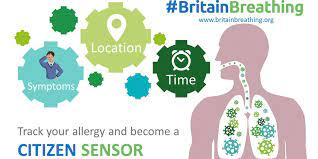 #BritainBreathing
www.britainbreathing.org
Location
Symptoms
Time
Track your allergy and become a
CITIZEN SENSOR